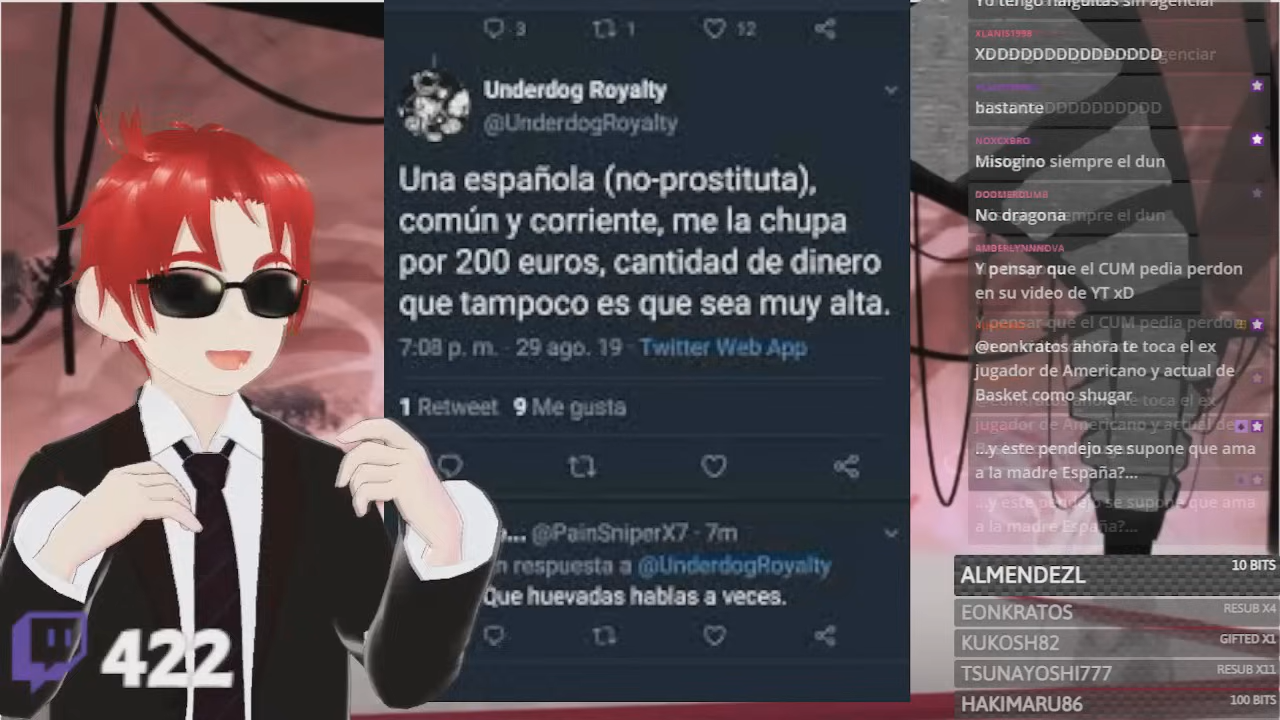 3 1 12
Underdog Royalty
@UnderdogRoyalty
Una española (no-prostituta),
común y corriente, me la chupa
por 200 euros, cantidad de dinero
que tampoco es que sea muy alta.
7:08 p. m. · 29 ago. 19 · Twitter Web App
1 Retweet 9 Me gusta
... @PainSniperX7 · 7m
n respuesta a @UnderdogRoyalty
Que huevadas hablas a veces.
422
XLANIS1998
XDDDDDDDDDDDDDDD
bastante
NOXCXBRO
Misogino siempre el dun
DOOMERDUMB
No dragona
AMBERLYNNNOVA
Y pensar que el CUM pedia perdon
en su video de YT xD
@eonkratos ahora te toca el ex
jugador de Americano y actual de
Basket como shugar
...y este pendejo se supone que ama
a la madre España?...
ALMENDEZL 10 BITS
EONKRATOS RESUB X4
KUKOSH82 GIFTED X1
TSUNAYOSHI777 RESUB X11
HAKIMARU86 100 BITS